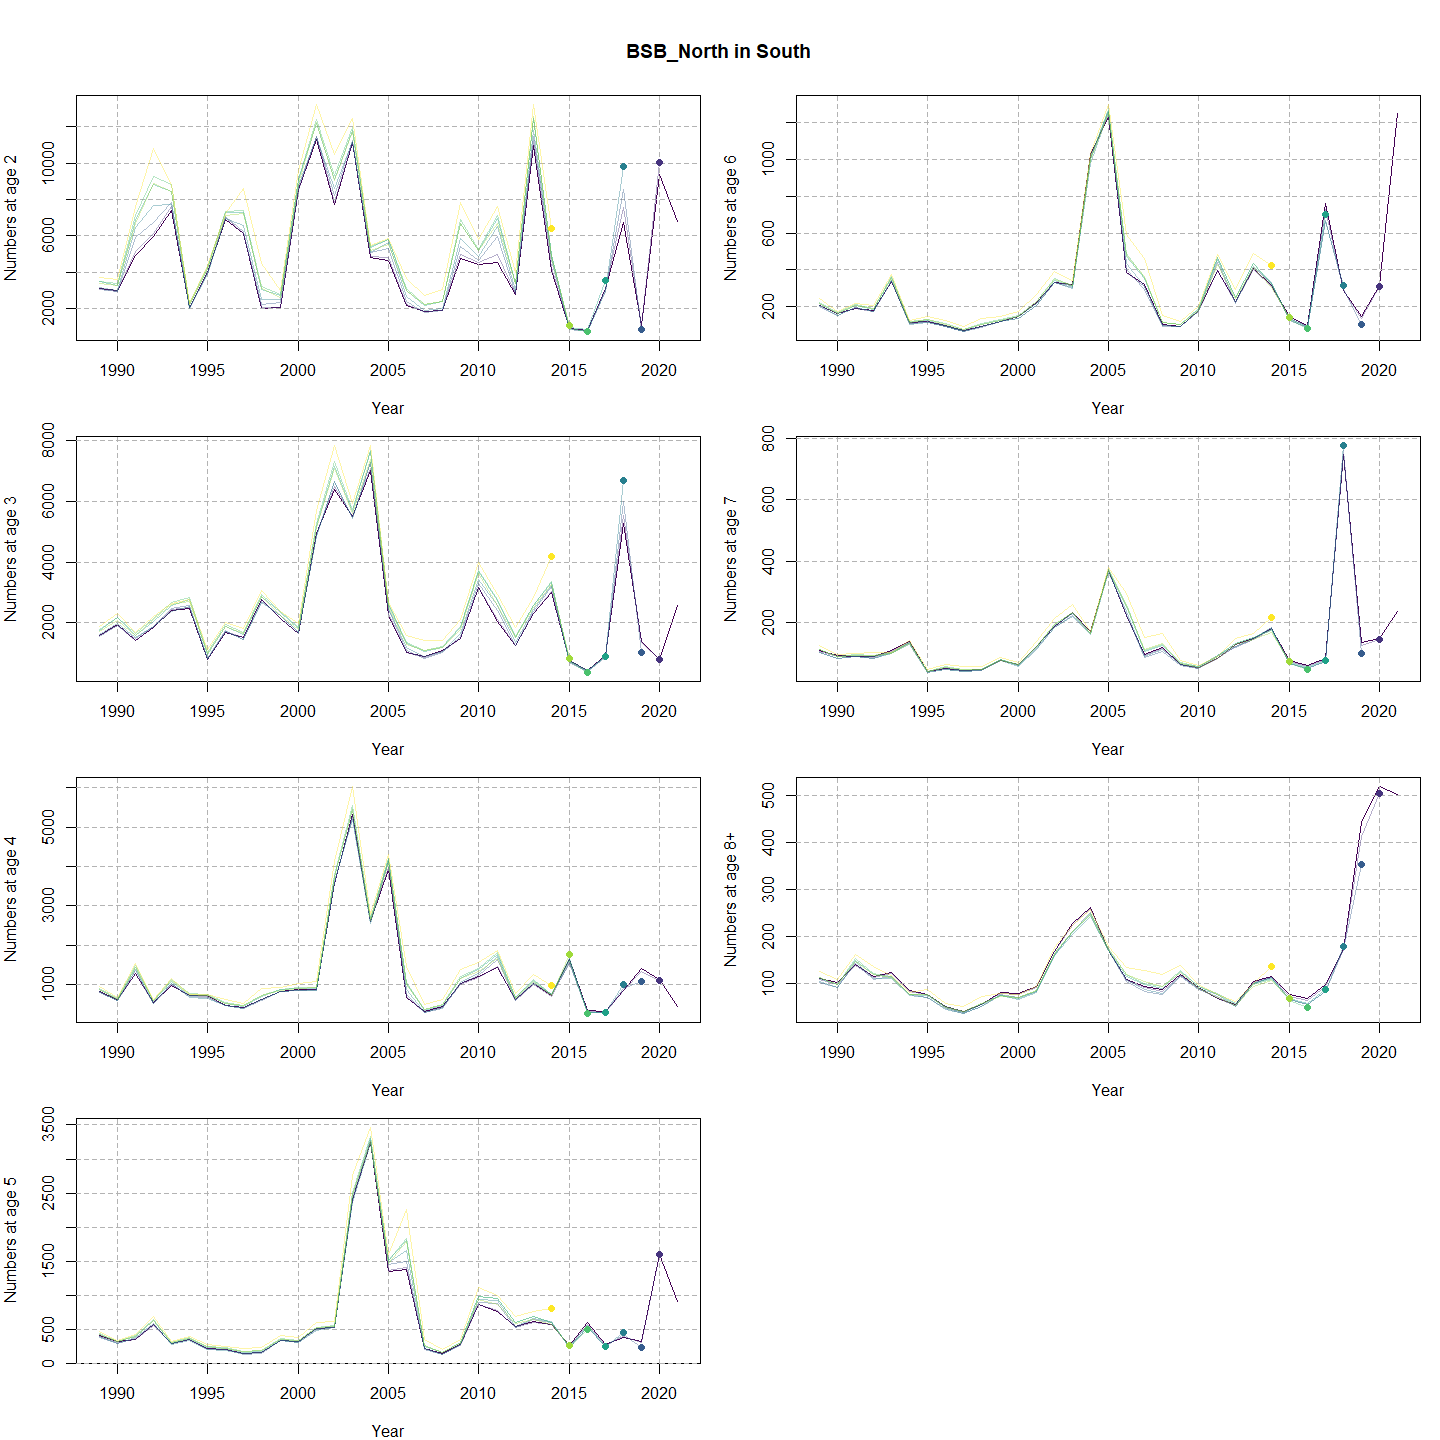 BSB_North in South
Numbers at age 2
2000 6000 10000
1990 1995 2000 2005 2010 2015 2020
Year
Numbers at age 6
200 600 1000
1990 1995 2000 2005 2010 2015 2020
Year
Numbers at age 3
2000 4000 6000 8000
1990 1995 2000 2005 2010 2015 2020
Year
Numbers at age 7
200 400 600 800
1990 1995 2000 2005 2010 2015 2020
Year
Numbers at age 4
1000 3000 5000
1990 1995 2000 2005 2010 2015 2020
Year
Numbers at age 8+
100 200 300 400 500
1990 1995 2000 2005 2010 2015 2020
Year
Numbers at age 5
0 500 1500 2500 3500
1990 1995 2000 2005 2010 2015 2020
Year